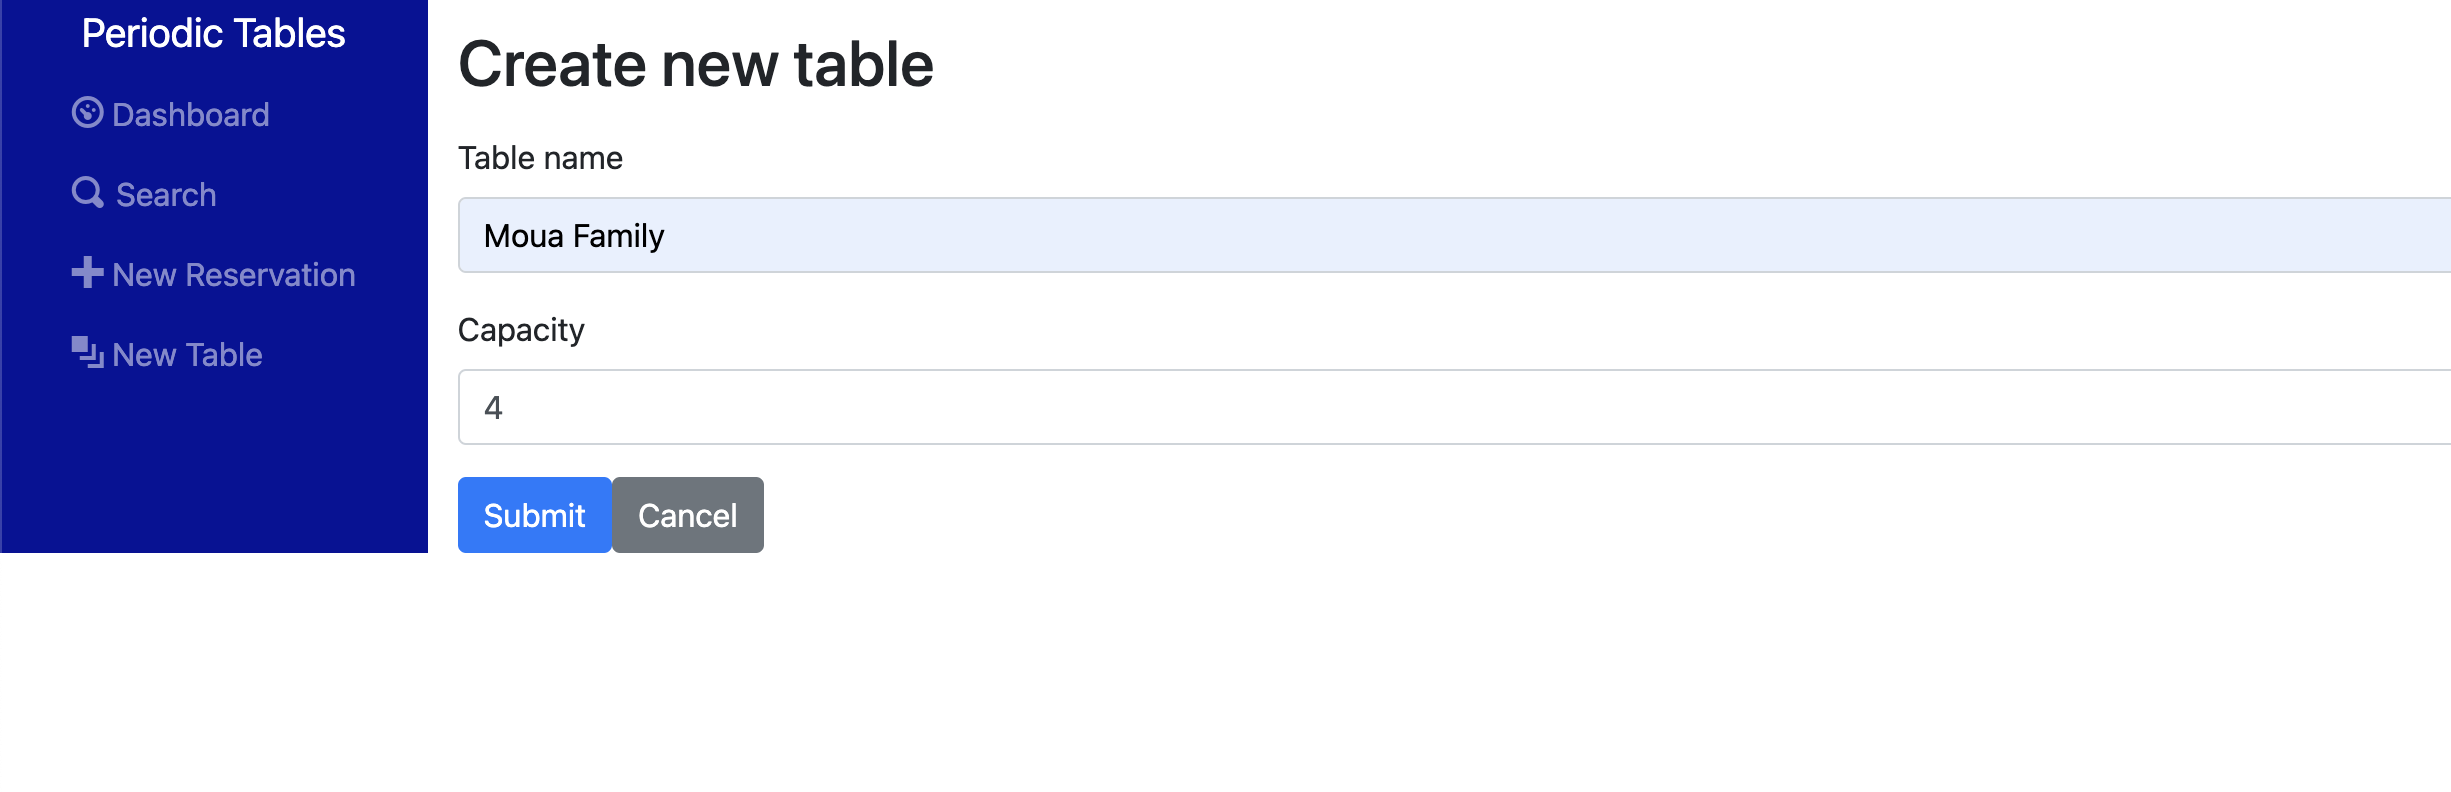 Periodic Tables
Dashboard
Search
New Reservation
New Table
Create new table
Table name
Moua Family
Capacity
4
Submit
Cancel